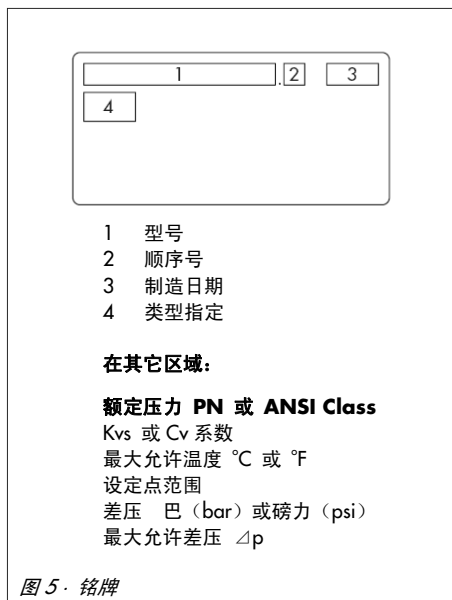 1 . 2 3
4
1 型号
2 顺序号
3 制造日期
4 类型指定
在其它区域：
额定压力 PN 或 ANSI Class
Kvs 或 Cv 系数
最大允许温度 °C 或 °F
设定点范围
差压 巴（bar）或磅力（psi）
最大允许差压 ⊿p
图 5 · 铭牌